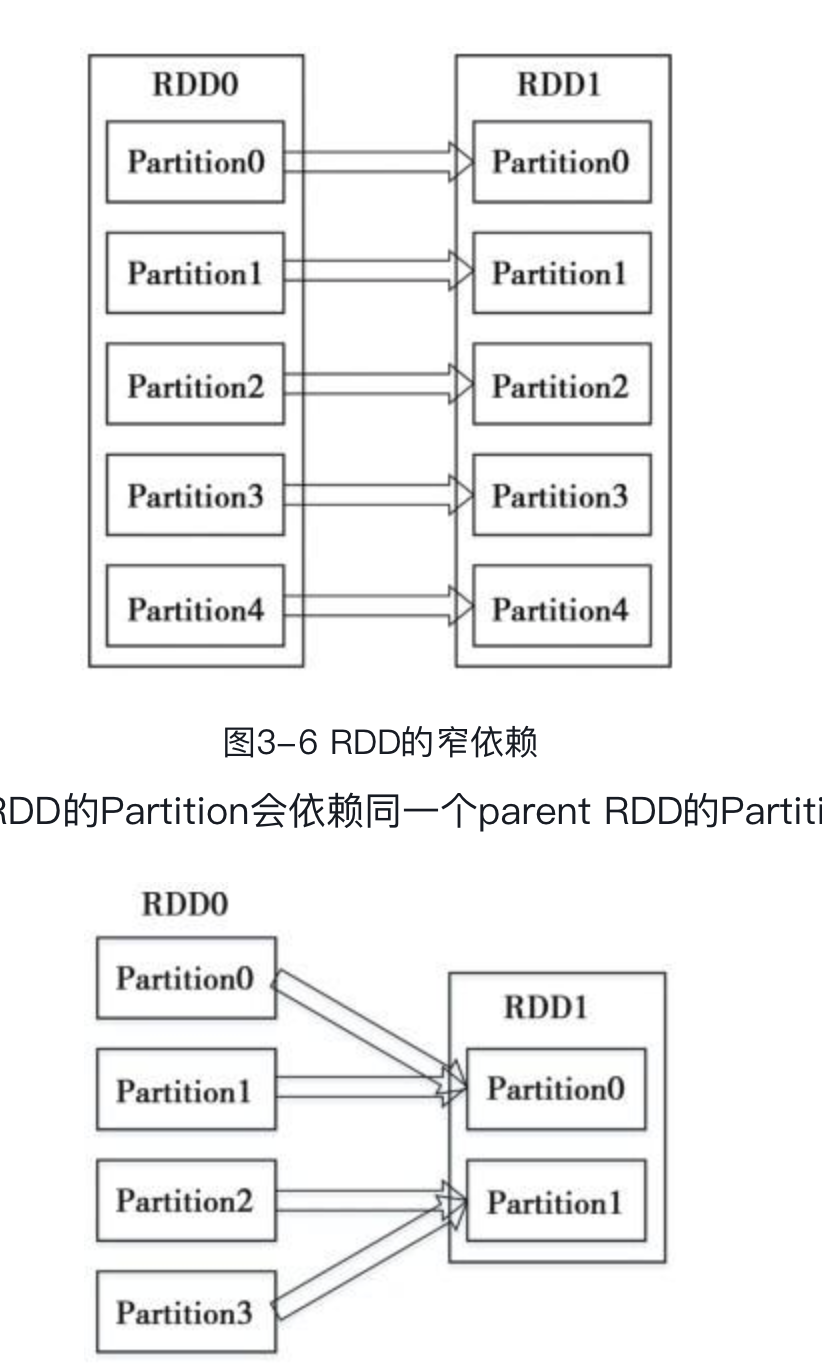 RDD0 RDD1
Partition0 Partition0
Partition1 Partition1
Partition2 Partition2
Partition3 Partition3
Partition4 Partition4
图3-6 RDD的窄依赖
RDD的Partition会依赖同一个parent RDD的Partiti
RDD0
Partition0
RDD1
Partition1 Partition0
Partition2 Partition1
Partition3